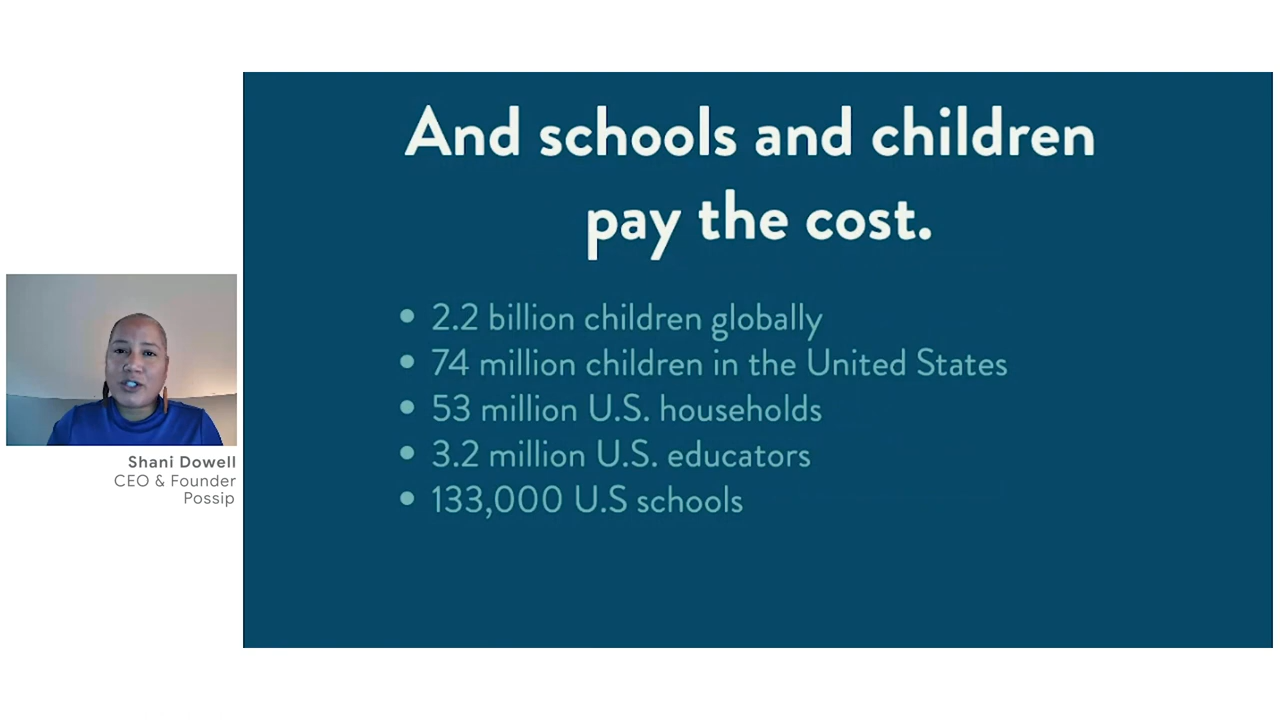 And schools and children
pay the cost.
• 2.2 billion children globally
• 74 million children in the United States
• 53 million U.S. households
• 3.2 million U.S. educators
• 133,000 U.S schools
Shani Dowell
CEO & Founder
Possip